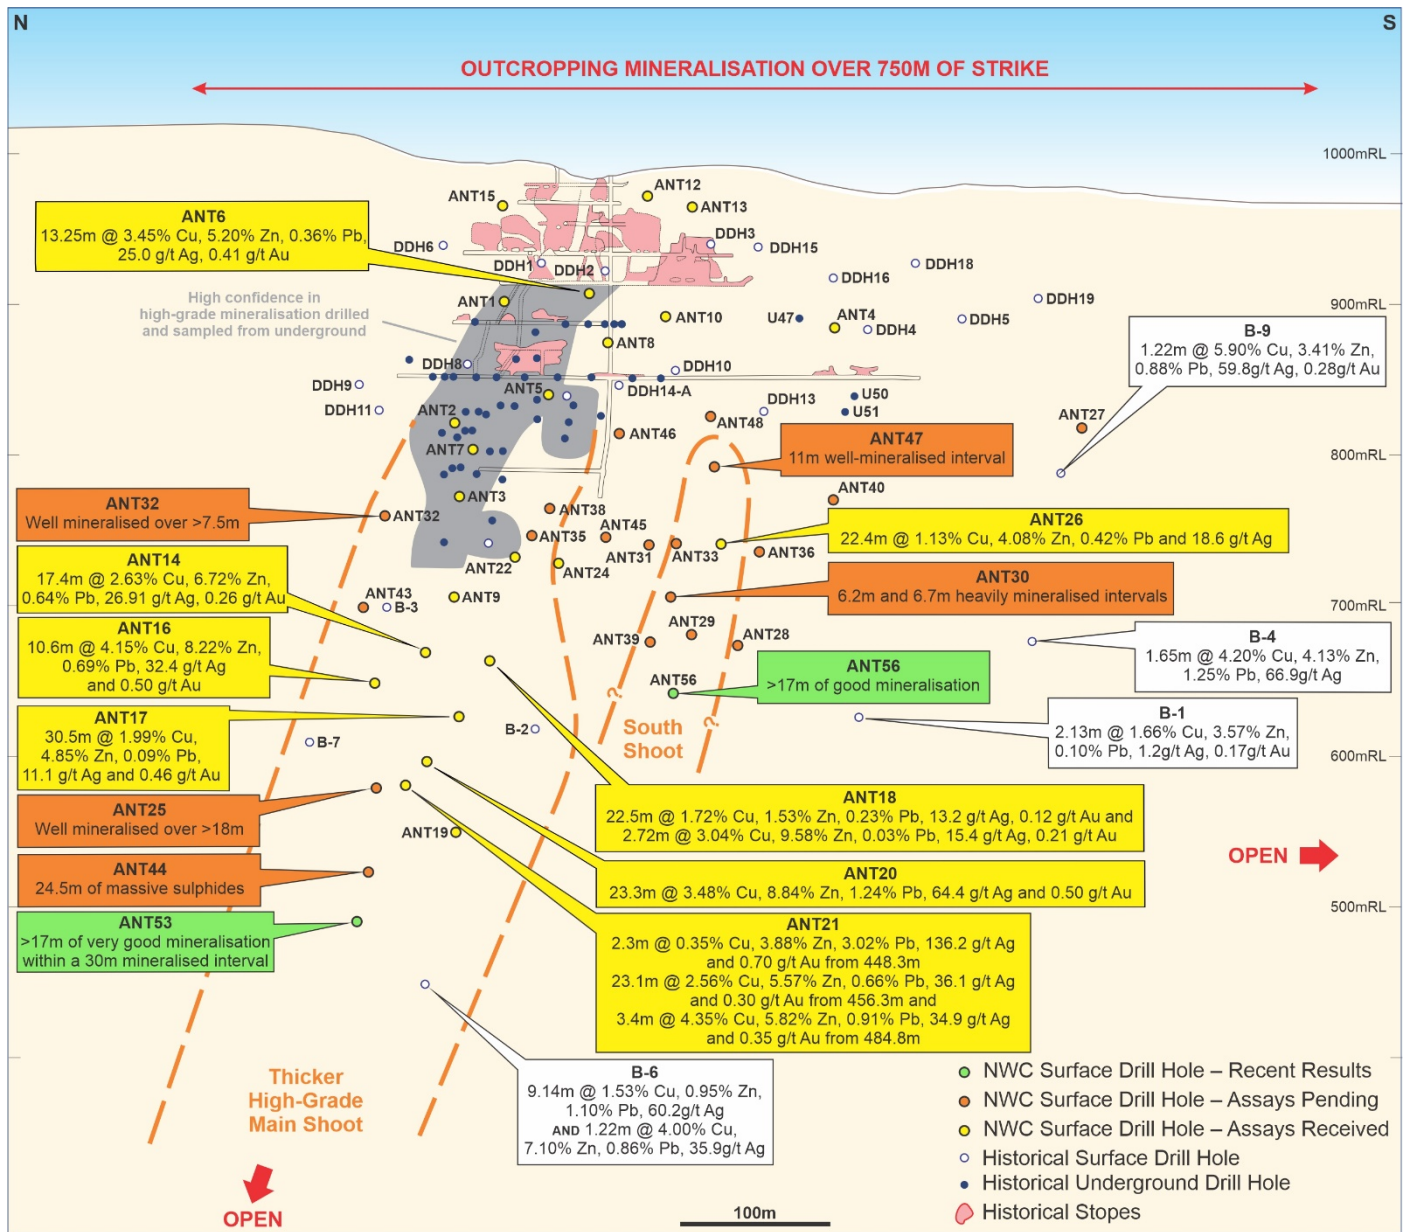 N
S
OUTCROPPING MINERALISATION OVER 750M OF STRIKE
1000mRL
900mRL
800mRL
700mRL
600mRL
500mRL
ANT15
ANT12
ANT13
ANT6
13.25m @ 3.45% Cu, 5.20% Zn, 0.36% Pb,
25.0 g/t Ag, 0.41 g/t Au
DDH6
DDH1
DDH2
DDH3
DDH15
DDH16
DDH18
DDH19
High confidence in
high-grade mineralisation drilled
and sampled from underground
ANT1
ANT10
U47
ANT4
DDH4
DDH5
ANT8
B-9
1.22m @ 5.90% Cu, 3.41% Zn,
0.88% Pb, 59.8g/t Ag, 0.28g/t Au
DDH8
DDH10
DDH9
DDH11
ANT5
DDH14-A
DDH13
U50
U51
ANT2
ANT46
ANT48
ANT27
ANT7
ANT47
11m well-mineralised interval
ANT3
ANT40
ANT32
Well mineralised over >7.5m
ANT32
ANT38
ANT35
ANT45
ANT31
ANT33
ANT36
ANT26
22.4m @ 1.13% Cu, 4.08% Zn, 0.42% Pb and 18.6 g/t Ag
ANT14
17.4m @ 2.63% Cu, 6.72% Zn,
0.64% Pb, 26.91 g/t Ag, 0.26 g/t Au
ANT22
ANT24
ANT43
B-3
ANT9
ANT30
6.2m and 6.7m heavily mineralised intervals
ANT16
10.6m @ 4.15% Cu, 8.22% Zn,
0.69% Pb, 32.4 g/t Ag
and 0.50 g/t Au
ANT39
ANT29
ANT28
B-4
1.65m @ 4.20% Cu, 4.13% Zn,
1.25% Pb, 66.9g/t Ag
ANT56
ANT56
>17m of good mineralisation
?
?
South
Shoot
ANT17
30.5m @ 1.99% Cu,
4.85% Zn, 0.09% Pb,
11.1 g/t Ag and 0.46 g/t Au
B-7
B-2
B-1
2.13m @ 1.66% Cu, 3.57% Zn,
0.10% Pb, 1.2g/t Ag, 0.17g/t Au
ANT25
Well mineralised over >18m
ANT19
ANT18
22.5m @ 1.72% Cu, 1.53% Zn, 0.23% Pb, 13.2 g/t Ag, 0.12 g/t Au and
2.72m @ 3.04% Cu, 9.58% Zn, 0.03% Pb, 15.4 g/t Ag, 0.21 g/t Au
OPEN
ANT44
24.5m of massive sulphides
ANT20
23.3m @ 3.48% Cu, 8.84% Zn, 1.24% Pb, 64.4 g/t Ag and 0.50 g/t Au
ANT53
>17m of very good mineralisation
within a 30m mineralised interval
ANT21
2.3m @ 0.35% Cu, 3.88% Zn, 3.02% Pb, 136.2 g/t Ag
and 0.70 g/t Au from 448.3m
23.1m @ 2.56% Cu, 5.57% Zn, 0.66% Pb, 36.1 g/t Ag
and 0.30 g/t Au from 456.3m and
3.4m @ 4.35% Cu, 5.82% Zn, 0.91% Pb, 34.9 g/t Ag
and 0.35 g/t Au from 484.8m
Thicker
High-Grade
Main Shoot
OPEN
B-6
9.14m @ 1.53% Cu, 0.95% Zn,
1.10% Pb, 60.2g/t Ag
AND 1.22m @ 4.00% Cu,
7.10% Zn, 0.86% Pb, 35.9g/t Ag
NWC Surface Drill Hole – Recent Results
NWC Surface Drill Hole – Assays Pending
NWC Surface Drill Hole – Assays Received
Historical Surface Drill Hole
Historical Underground Drill Hole
Historical Stopes
100m